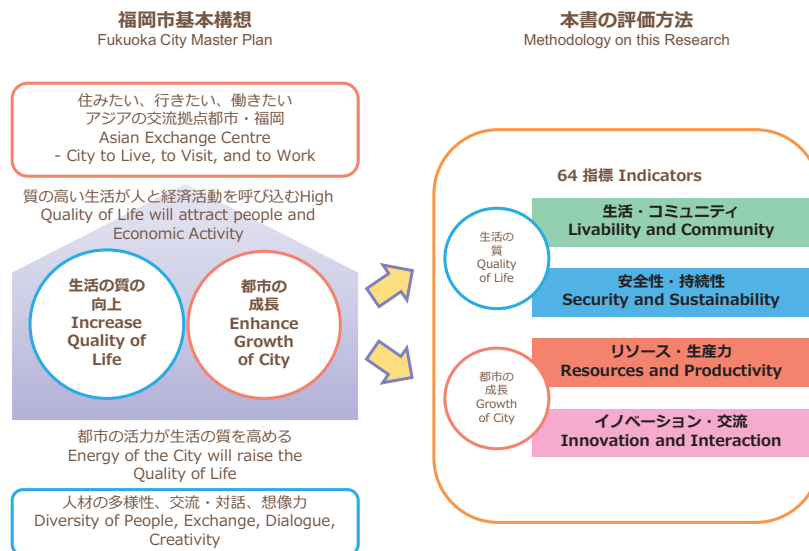 福岡市基本構想
Fukuoka City Master Plan
住みたい、行きたい、働きたい
アジアの交流拠点都市・福岡
Asian Exchange Centre
- City to Live, to Visit, and to Work
質の高い生活が人と経済活動を呼び込むHigh
Quality of Life will attract people and
Economic Activity
生活の質の
向上
Increase
Quality of
Life
都市の
成長
Enhance
Growth
of City
都市の活力が生活の質を高める
Energy of the City will raise the
Quality of Life
人材の多様性、交流・対話、想像力
Diversity of People, Exchange, Dialogue,
Creativity
本書の評価方法
Methodology on this Research
64 指標 Indicators
生活の
質
Quality
of Life
生活・コミュニティ
Livability and Community
安全性・持続性
Security and Sustainability
都市の
成長
Growth
of City
リソース・生産力
Resources and Productivity
イノベーション・交流
Innovation and Interaction